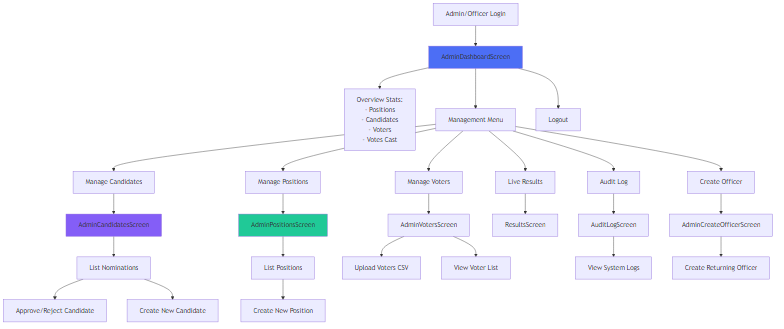 Admin/Officer Login
AdminDashboardScreen
Overview Stats:
- Positions
- Candidates
- Voters
- Votes Cast
Management Menu
Logout
Manage Candidates
Manage Positions
Manage Voters
Live Results
Audit Log
Create Officer
AdminCandidatesScreen
AdminPositionsScreen
AdminVotersScreen
ResultsScreen
AuditLogScreen
AdminCreateOfficerScreen
List Nominations
List Positions
Upload Voters CSV
View Voter List
View System Logs
Create Returning Officer
Approve/Reject Candidate
Create New Candidate
Create New Position